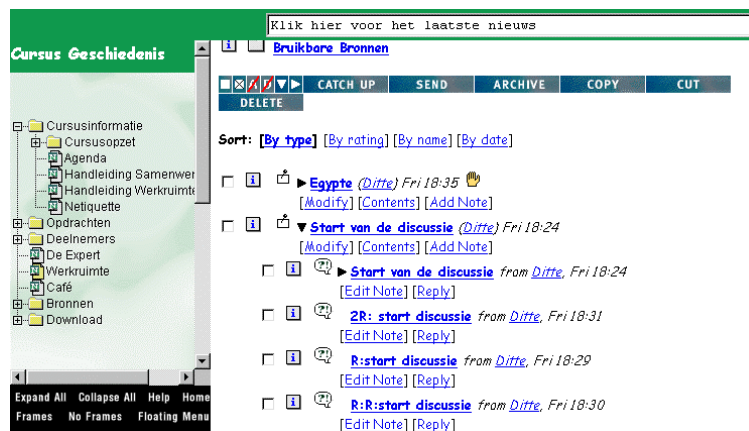 Klik hier voor het laatste nieuws
Cursus Geschiedenis
Cursusinformatie
Cursusopzet
Agenda
Handleiding Samenwer
Handleiding Werkruimte
Netiquette
Opdrachten
Deelnemers
De Expert
Werkruimte
Café
Bronnen
Download
Expand All Collapse All Help Home
Frames No Frames Floating Menu
Bruikbare Bronnen
CATCH UP SEND ARCHIVE COPY CUT
DELETE
Sort: [By type] [By rating] [By name] [By date]
Egypte (Ditte) Fri 18:35
[Modify] [Contents] [Add Note]
Start van de discussie (Ditte) Fri 18:24
[Modify] [Contents] [Add Note]
Start van de discussie from Ditte, Fri 18:24
[Edit Note] [Reply]
2R: start discussie from Ditte, Fri 18:31
[Edit Note] [Reply]
R:start discussie from Ditte, Fri 18:29
[Edit Note] [Reply]
R:R:start discussie from Ditte, Fri 18:30
[Edit Note] [Reply]